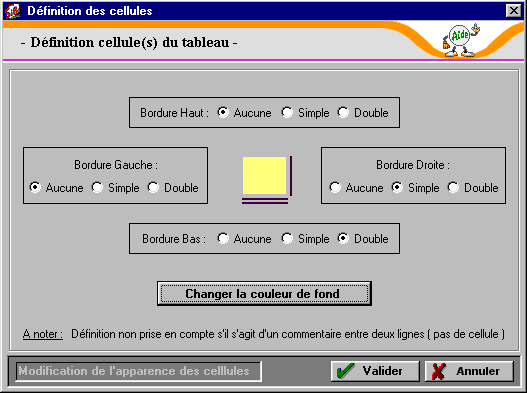 Définition des cellules
- Définition cellule(s) du tableau -
Aide
Bordure Haut : Aucune Simple Double
Bordure Gauche :
Aucune Simple Double
Bordure Droite :
Aucune Simple Double
Bordure Bas : Aucune Simple Double
Changer la couleur de fond
A noter : Définition non prise en compte s'il s'agit d'un commentaire entre deux lignes ( pas de cellule )
Modification de l'apparence des celllules
Valider
Annuler